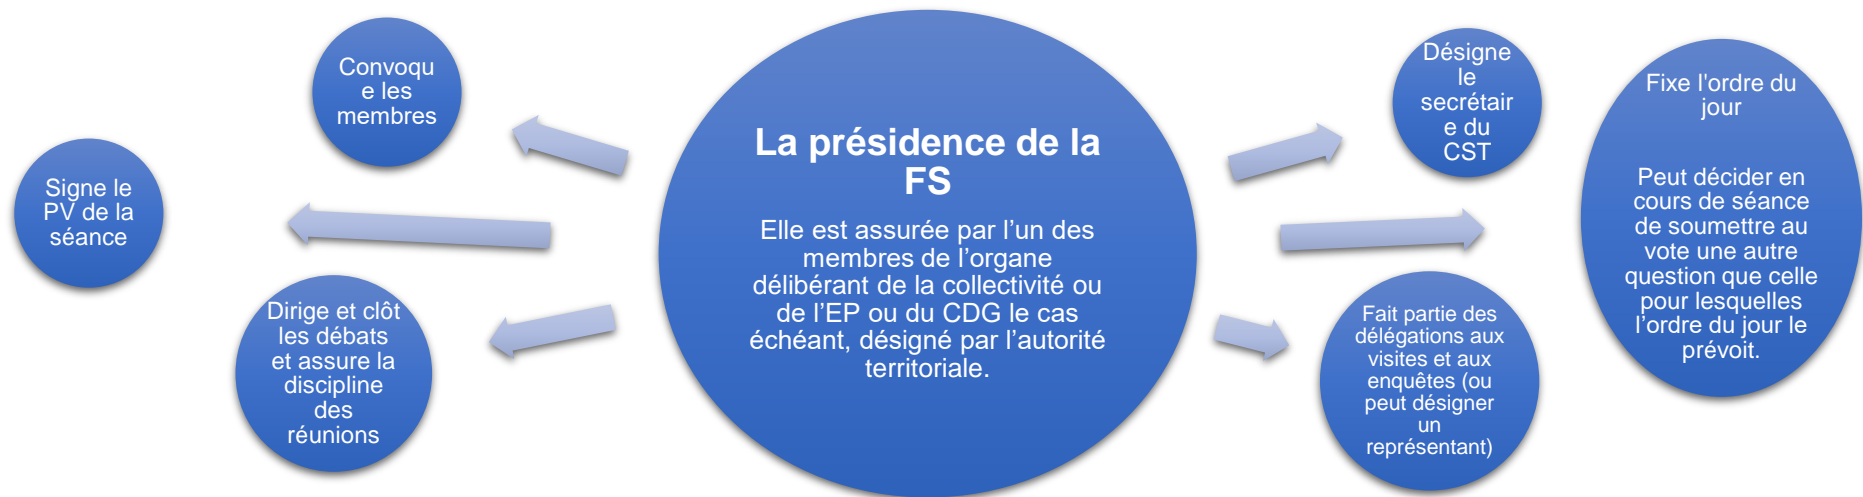 Convoqu
e les
membres
Signe le
PV de la
séance
Dirige et clôt
les débats
et assure la
discipline
des
réunions
La présidence de la
FS
Elle est assurée par l’un des
membres de l’organe
délibérant de la collectivité ou
de l’EP ou du CDG le cas
échéant, désigné par l’autorité
territoriale.
Désigne
le
secrétair
e du
CST
Fixe l'ordre du
jour
Peut décider en
cours de séance
de soumettre au
vote une autre
question que celle
pour lesquelles
l’ordre du jour le
prévoit.
Fait partie des
délégations aux
visites et aux
enquêtes (ou
peut désigner
un
représentant)